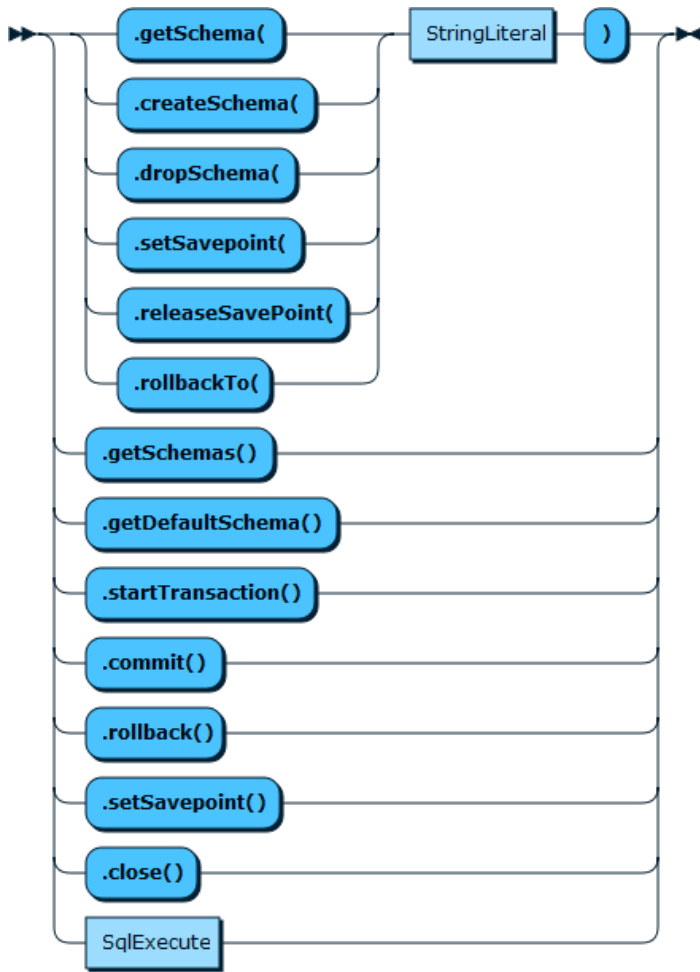 .getSchema( StringLiteral )
.createSchema(
.dropSchema(
.setSavepoint(
.releaseSavePoint(
.rollbackTo(
.getSchemas()
.getDefaultSchema()
.startTransaction()
.commit()
.rollback()
.setSavepoint()
.close()
SqlExecute